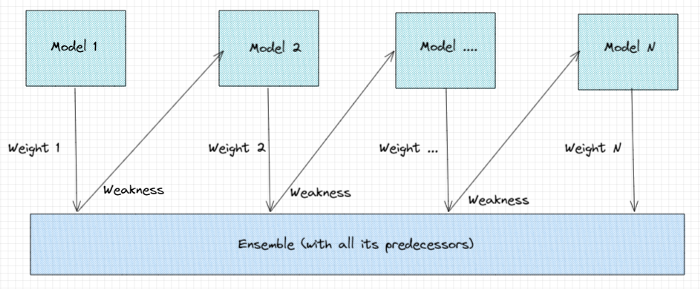 Model 1
Model 2
Model ....
Model N
Weight 1
Weight 2
Weight ...
Weight N
Weakness
Weakness
Weakness
Ensemble (with all its predecessors)